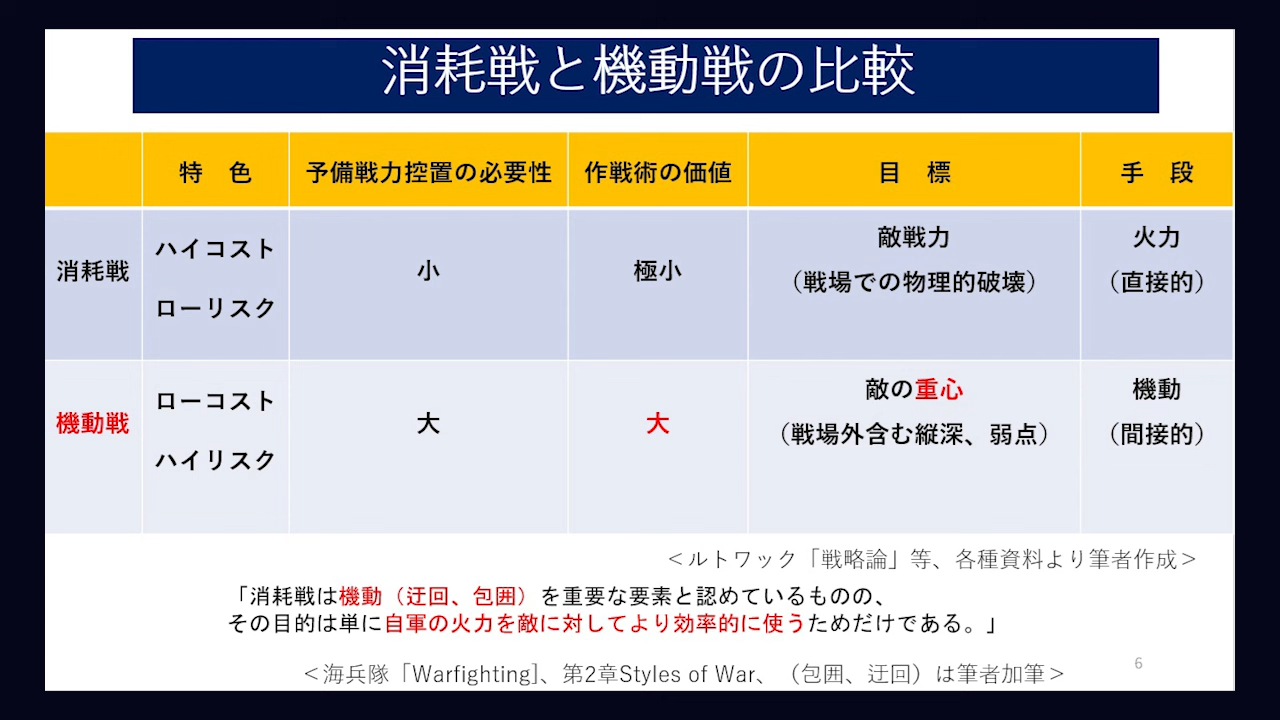 消耗戦と機動戦の比較
特　色
予備戦力控置の必要性
作戦術の価値
目　標
手　段
消耗戦
ハイコスト
ローリスク
小
極小
敵戦力
（戦場での物理的破壊）
火力
（直接的）
機動戦
ローコスト
ハイリスク
大
大
敵の重心
（戦場外含む縦深、弱点）
機動
（間接的）
＜ルトワック「戦略論」等、各種資料より筆者作成＞
「消耗戦は機動（迂回、包囲）を重要な要素と認めているものの、
その目的は単に自軍の火力を敵に対してより効率的に使うためだけである。」
＜海兵隊「Warfighting]、第2章Styles of War、（包囲、迂回）は筆者加筆＞
6